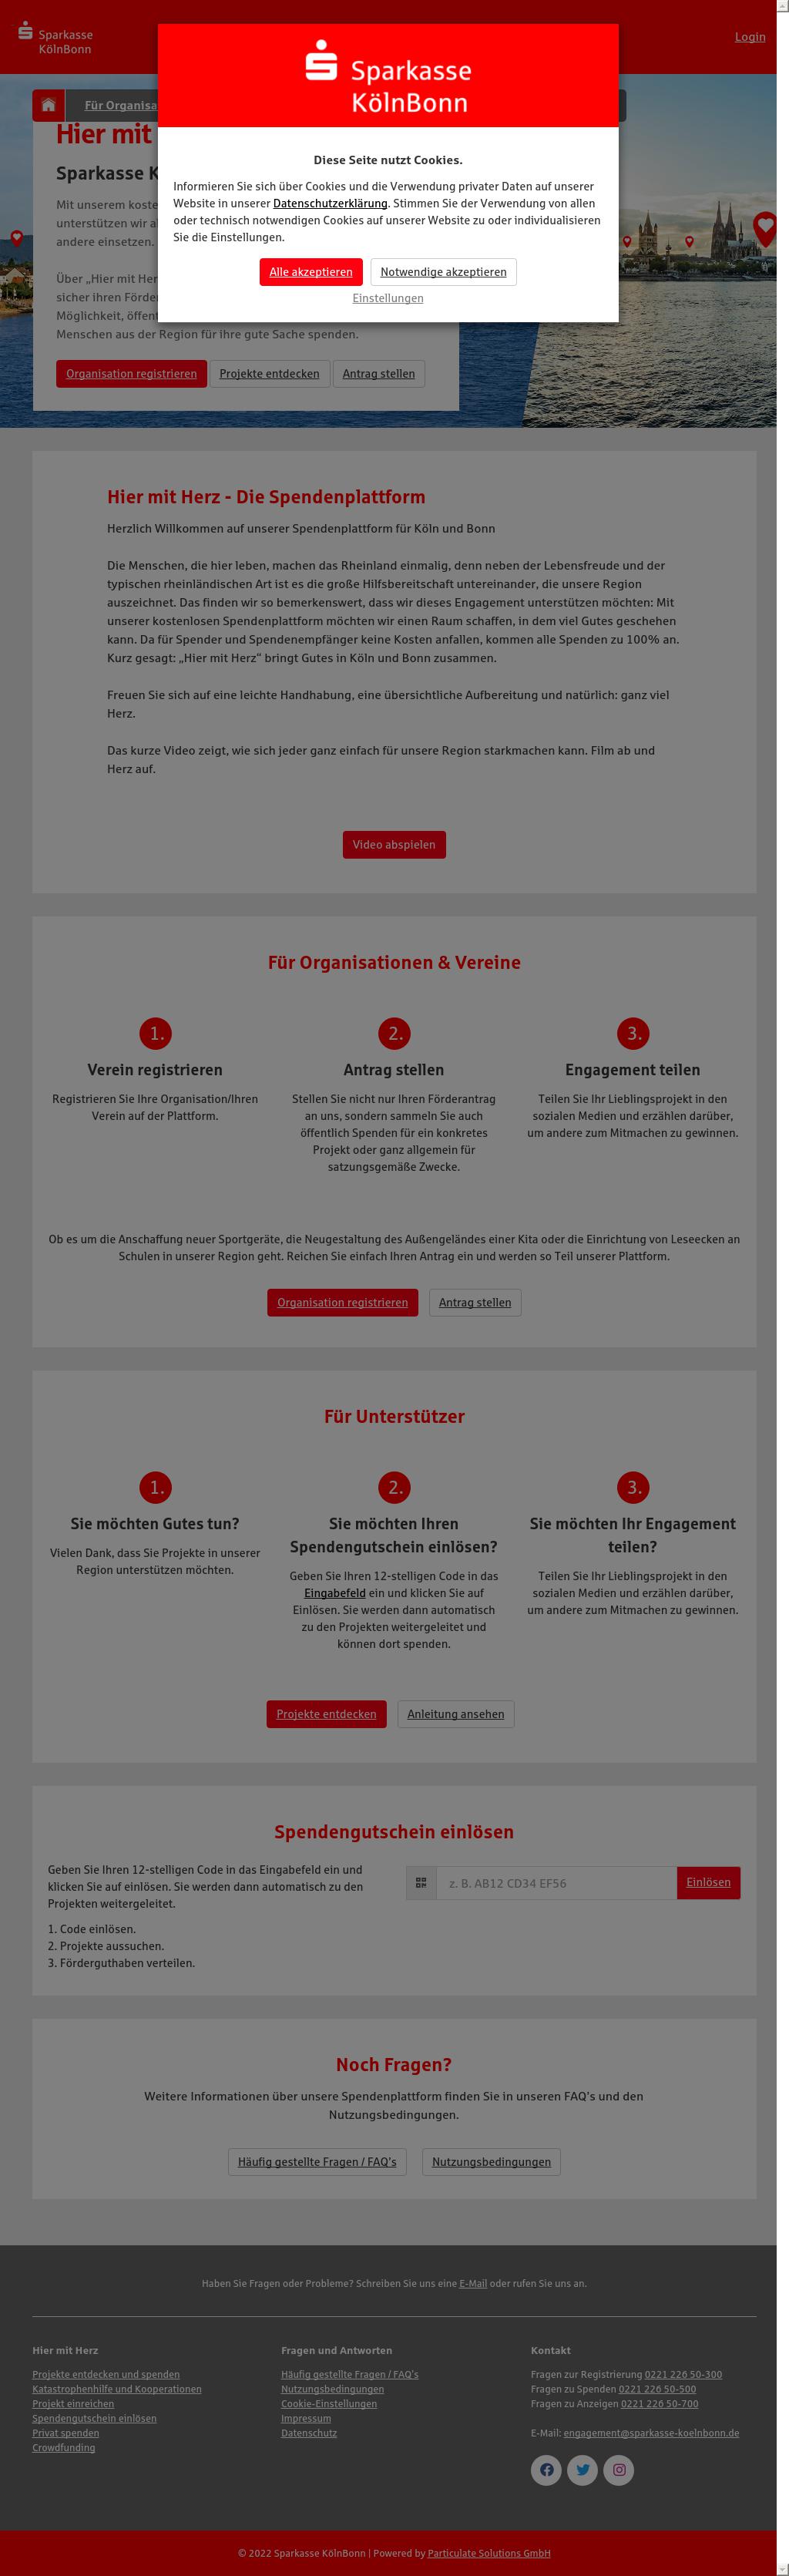 Sparkasse
KölnBonn
Login
Sparkasse
KölnBonn
Für Organisa
Hier mit
Sparkasse K
Mit unserem koste
unterstützen wir al
andere einsetzen.
Über „Hier mit Her
sicher ihren Förder
Möglichkeit, öffent
Menschen aus der Region für ihre gute Sache spenden.
Organisation registrieren
Projekte entdecken
Antrag stellen
Diese Seite nutzt Cookies.
Informieren Sie sich über Cookies und die Verwendung privater Daten auf unserer
Website in unserer Datenschutzerklärung. Stimmen Sie der Verwendung von allen
oder technisch notwendigen Cookies auf unserer Website zu oder individualisieren
Sie die Einstellungen.
Alle akzeptieren
Notwendige akzeptieren
Einstellungen
Hier mit Herz - Die Spendenplattform
Herzlich Willkommen auf unserer Spendenplattform für Köln und Bonn
Die Menschen, die hier leben, machen das Rheinland einmalig, denn neben der Lebensfreude und der
typischen rheinländischen Art ist es die große Hilfsbereitschaft untereinander, die unsere Region
auszeichnet. Das finden wir so bemerkenswert, dass wir dieses Engagement unterstützen möchten: Mit
unserer kostenlosen Spendenplattform möchten wir einen Raum schaffen, in dem viel Gutes geschehen
kann. Da für Spender und Spendenempfänger keine Kosten anfallen, kommen alle Spenden zu 100% an.
Kurz gesagt: „Hier mit Herz“ bringt Gutes in Köln und Bonn zusammen.
Freuen Sie sich auf eine leichte Handhabung, eine übersichtliche Aufbereitung und natürlich: ganz viel
Herz.
Das kurze Video zeigt, wie sich jeder ganz einfach für unsere Region starkmachen kann. Film ab und
Herz auf.
Video abspielen
Für Organisationen & Vereine
1.
Verein registrieren
Registrieren Sie Ihre Organisation/Ihren
Verein auf der Plattform.
2.
Antrag stellen
Stellen Sie nicht nur Ihren Förderantrag
an uns, sondern sammeln Sie auch
öffentlich Spenden für ein konkretes
Projekt oder ganz allgemein für
satzungsgemäße Zwecke.
3.
Engagement teilen
Teilen Sie Ihr Lieblingsprojekt in den
sozialen Medien und erzählen darüber,
um andere zum Mitmachen zu gewinnen.
Ob es um die Anschaffung neuer Sportgeräte, die Neugestaltung des Außengeländes einer Kita oder die Einrichtung von Leseecken an
Schulen in unserer Region geht. Reichen Sie einfach Ihren Antrag ein und werden so Teil unserer Plattform.
Organisation registrieren
Antrag stellen
Für Unterstützer
1.
Sie möchten Gutes tun?
Vielen Dank, dass Sie Projekte in unserer
Region unterstützen möchten.
2.
Sie möchten Ihren
Spendengutschein einlösen?
Geben Sie Ihren 12-stelligen Code in das
Eingabefeld ein und klicken Sie auf
Einlösen. Sie werden dann automatisch
zu den Projekten weitergeleitet und
können dort spenden.
3.
Sie möchten Ihr Engagement
teilen?
Teilen Sie Ihr Lieblingsprojekt in den
sozialen Medien und erzählen darüber,
um andere zum Mitmachen zu gewinnen.
Projekte entdecken
Anleitung ansehen
Spendengutschein einlösen
Geben Sie Ihren 12-stelligen Code in das Eingabefeld ein und
klicken Sie auf einlösen. Sie werden dann automatisch zu den
Projekten weitergeleitet.
1. Code einlösen.
2. Projekte aussuchen.
3. Förderguthaben verteilen.
z. B. AB12 CD34 EF56
Einlösen
Noch Fragen?
Weitere Informationen über unsere Spendenplattform finden Sie in unseren FAQ's und den
Nutzungsbedingungen.
Häufig gestellte Fragen / FAQ's
Nutzungsbedingungen
Haben Sie Fragen oder Probleme? Schreiben Sie uns eine E-Mail oder rufen Sie uns an.
Hier mit Herz
Projekte entdecken und spenden
Katastrophenhilfe und Kooperationen
Projekt einreichen
Spendengutschein einlösen
Privat spenden
Crowdfunding
Fragen und Antworten
Häufig gestellte Fragen / FAQ's
Nutzungsbedingungen
Cookie-Einstellungen
Impressum
Datenschutz
Kontakt
Fragen zur Registrierung 0221 226 50-300
Fragen zu Spenden 0221 226 50-500
Fragen zu Anzeigen 0221 226 50-700
E-Mail: engagement@sparkasse-koelnbonn.de
© 2022 Sparkasse KölnBonn | Powered by Particulate Solutions GmbH